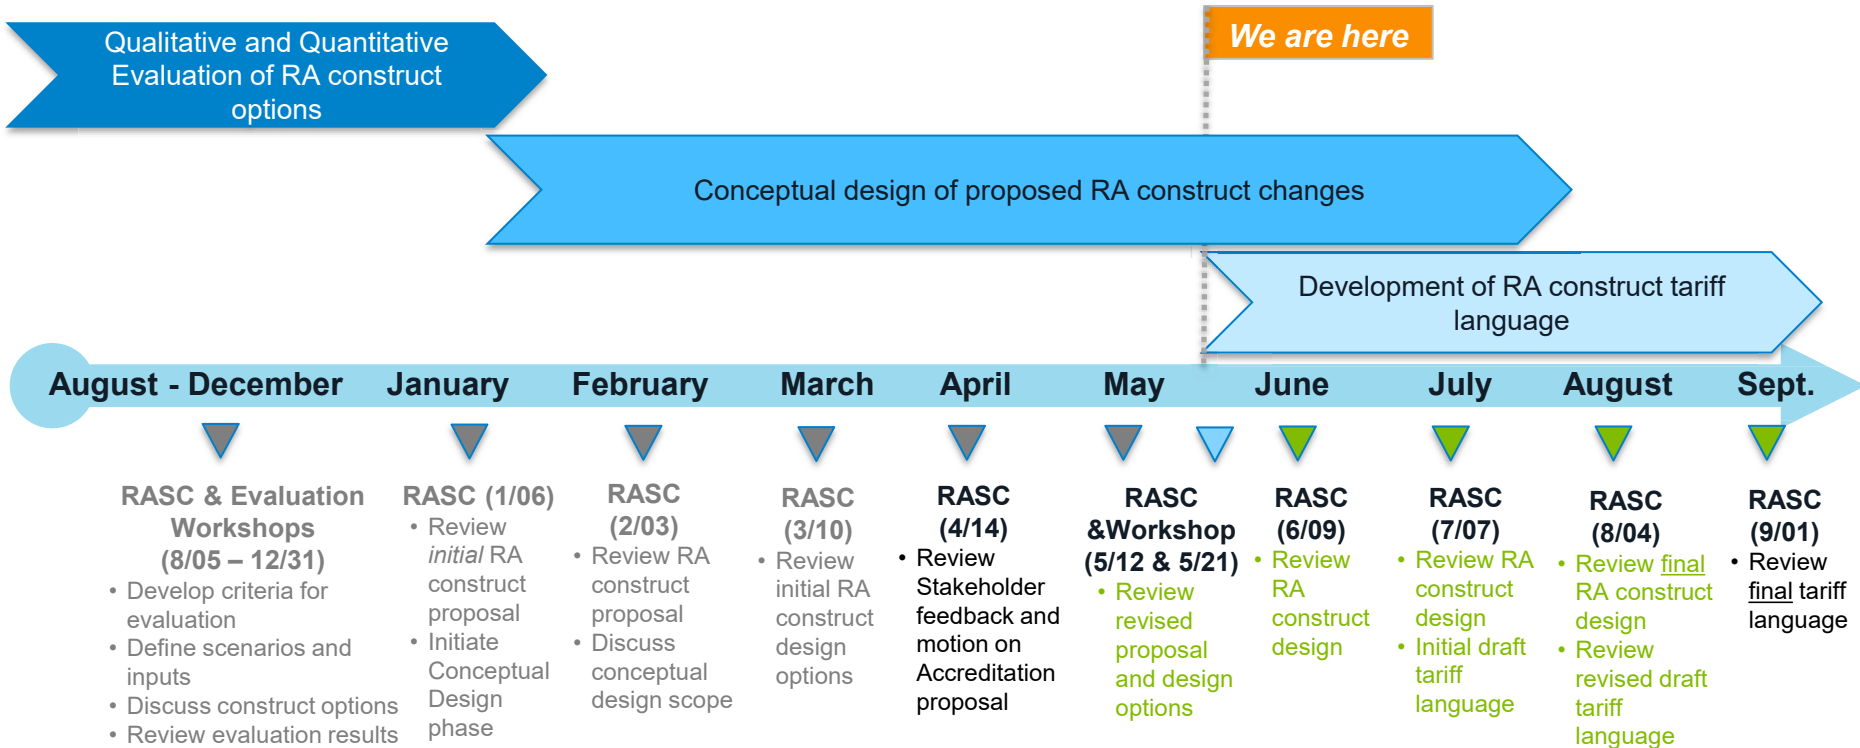 Qualitative and Quantitative
Evaluation of RA construct
options
We are here
Conceptual design of proposed RA construct changes
Development of RA construct tariff
language
August - December January February March April May June July August Sept.
RASC & Evaluation
Workshops
(8/05 – 12/31)
• Develop criteria for
evaluation
• Define scenarios and
inputs
• Discuss construct options
• Review evaluation results
RASC (1/06)
• Review
initial RA
construct
proposal
• Initiate
Conceptual
Design
phase
RASC
(2/03)
• Review RA
construct
proposal
• Discuss
conceptual
design scope
RASC
(3/10)
• Review
initial RA
construct
design
options
RASC
(4/14)
• Review
Stakeholder
feedback and
motion on
Accreditation
proposal
RASC
&Workshop
(5/12 & 5/21)
• Review
revised
proposal
and design
options
RASC
(6/09)
• Review
RA
construct
design
RASC
(7/07)
• Review RA
construct
design
• Initial draft
tariff
language
RASC
(8/04)
• Review final
RA construct
design
• Review
revised draft
tariff
language
RASC
(9/01)
• Review
final tariff
language